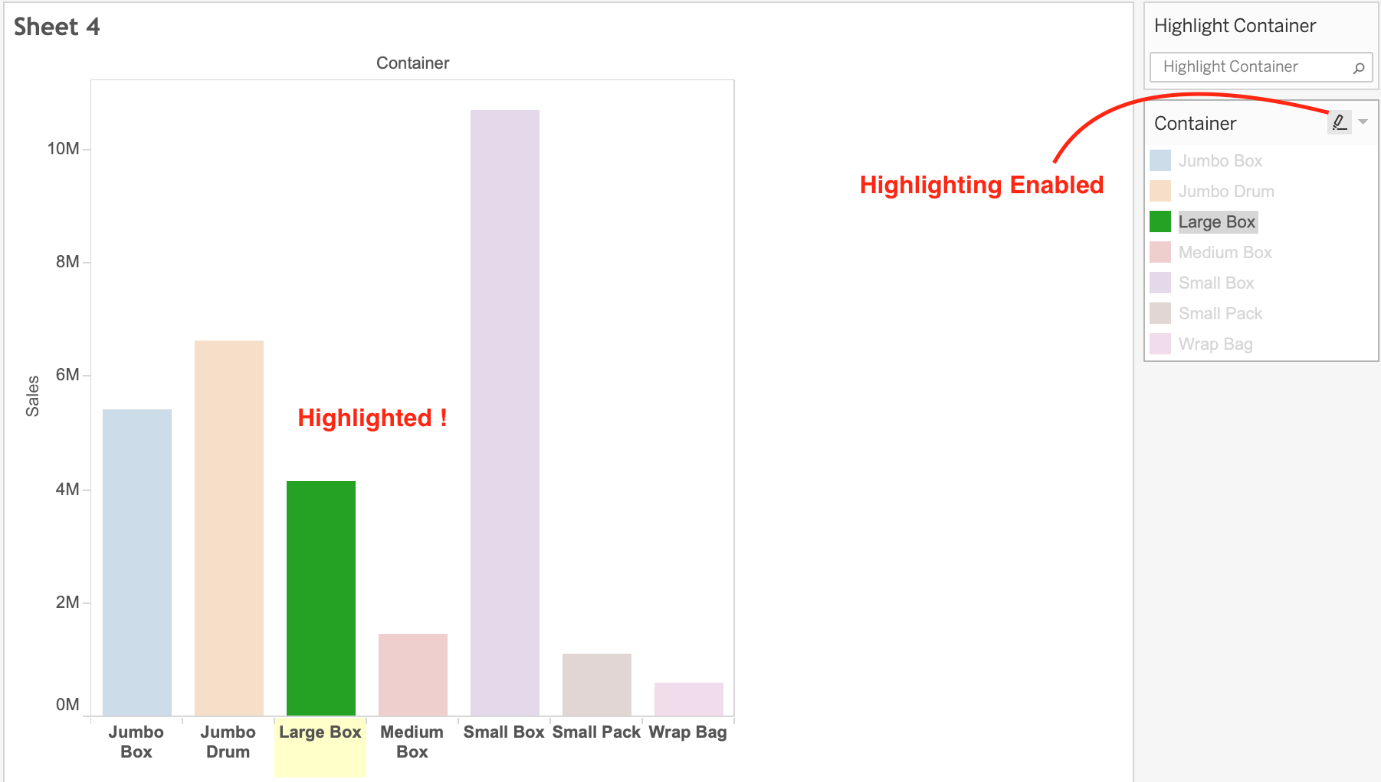 Sheet 4
Container
10M
8M
6M
4M
2M
0M
Sales
Highlighted !
Jumbo Box
Jumbo Drum
Large Box
Medium Box
Small Box
Small Pack
Wrap Bag
Highlighting Enabled
Highlight Container
Highlight Container
Container
Jumbo Box
Jumbo Drum
Large Box
Medium Box
Small Box
Small Pack
Wrap Bag